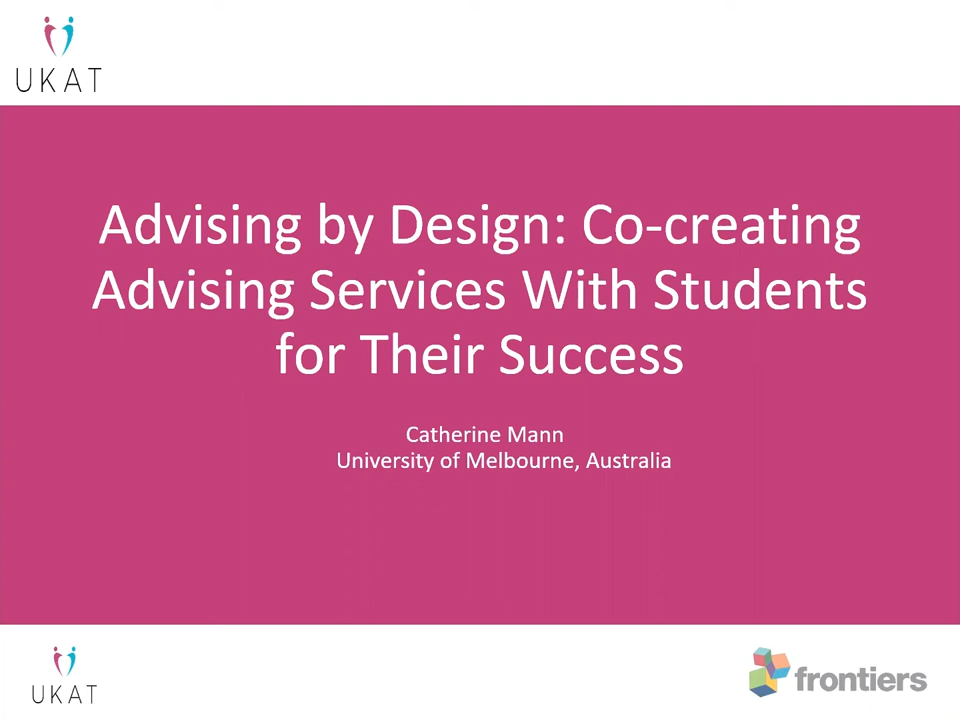 UKAT
Advising by Design: Co-creating
Advising Services With Students
for Their Success
Catherine Mann
University of Melbourne, Australia
UKAT
frontiers